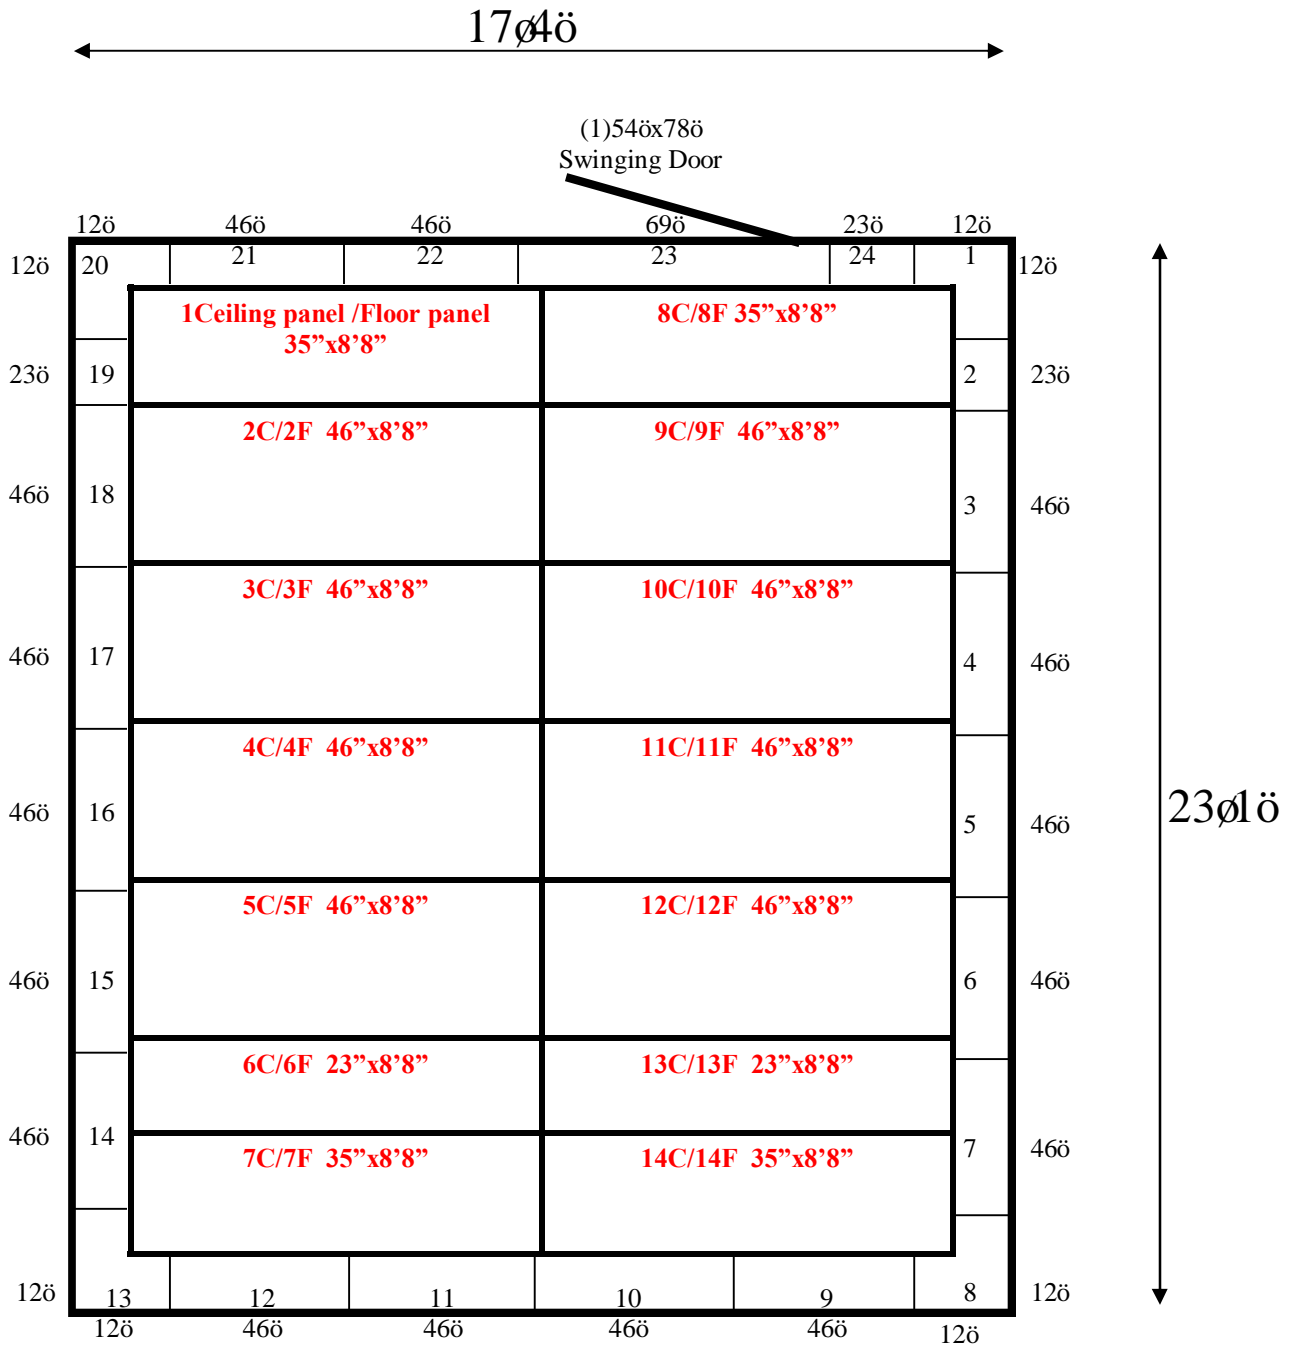 17ø4ö
(1)54öx78ö
Swinging Door
12ö 46ö 46ö 69ö 23ö 12ö
12ö 20 21 22 23 24 1 12ö
1Ceiling panel /Floor panel
35”x8’8”
8C/8F 35”x8’8”
23ö 19 2 23ö
2C/2F 46”x8’8” 9C/9F 46”x8’8”
46ö 18 3 46ö
3C/3F 46”x8’8” 10C/10F 46”x8’8”
46ö 17 4 46ö
4C/4F 46”x8’8” 11C/11F 46”x8’8”
23ø1ö
46ö 16 5 46ö
5C/5F 46”x8’8” 12C/12F 46”x8’8”
46ö 15 6 46ö
6C/6F 23”x8’8” 13C/13F 23”x8’8”
46ö 14 7 46ö
7C/7F 35”x8’8” 14C/14F 35”x8’8”
12ö 13 12 11 10 9 8 12ö
12ö 46ö 46ö 46ö 46ö 12ö